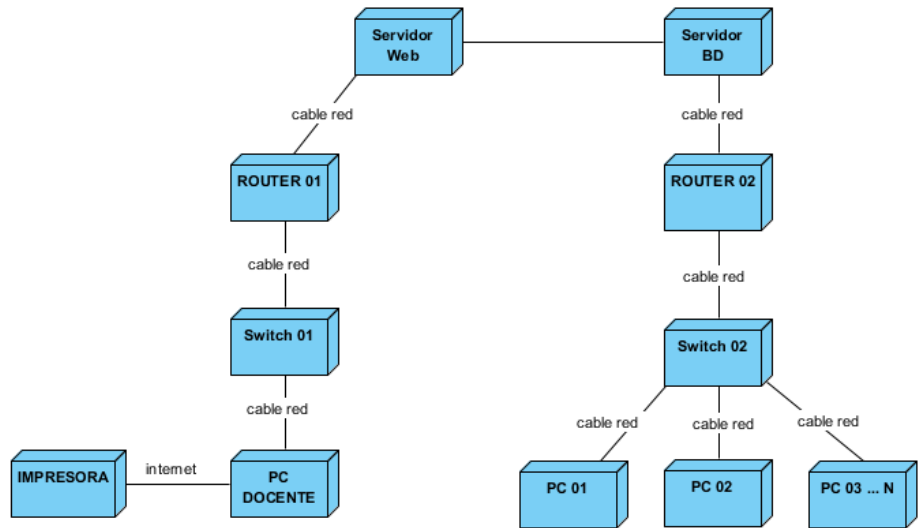 Servidor
Web
Servidor
BD
cable red
cable red
ROUTER 01
ROUTER 02
cable red
cable red
Switch 01
Switch 02
cable red
cable red
cable red
cable red
IMPRESORA
internet
PC
DOCENTE
PC 01
PC 02
PC 03 ... N